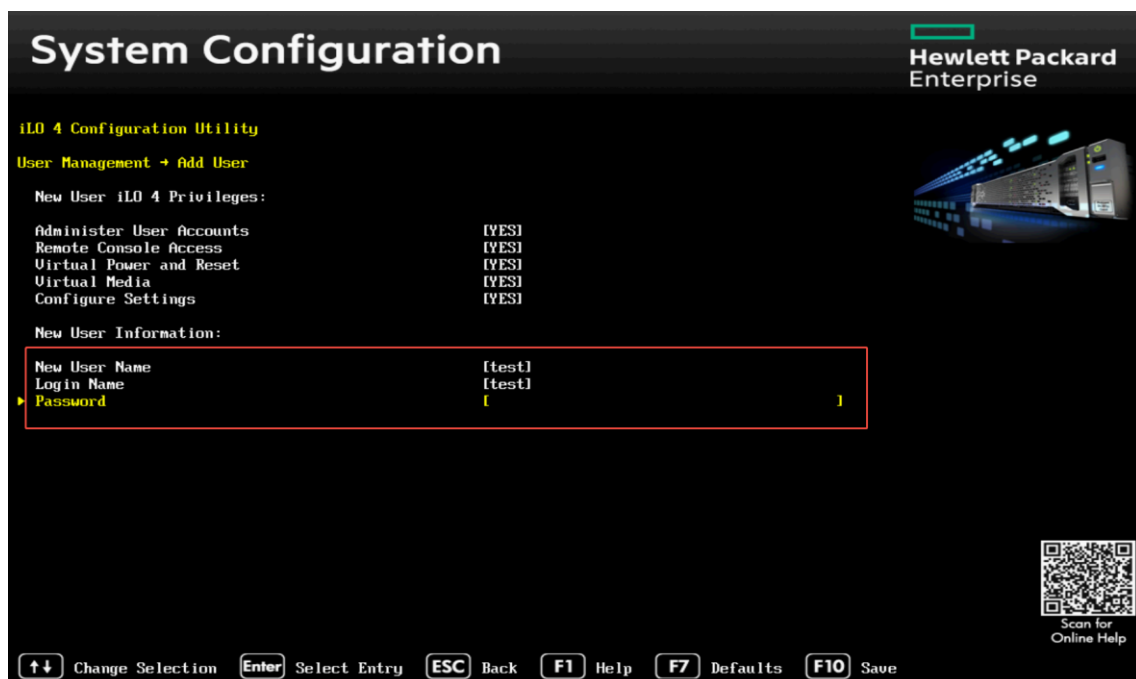 System Configuration
Hewlett Packard
Enterprise
iLO 4 Configuration Utility
User Management → Add User
New User iLO 4 Privileges:
Administer User Accounts [YES]
Remote Console Access [YES]
Virtual Power and Reset [YES]
Virtual Media [YES]
Configure Settings [YES]
New User Information:
New User Name [test]
Login Name [test]
Password [ ]
Scan for
Online Help
↑↓ Change Selection Enter Select Entry ESC Back F1 Help F7 Defaults F10 Save